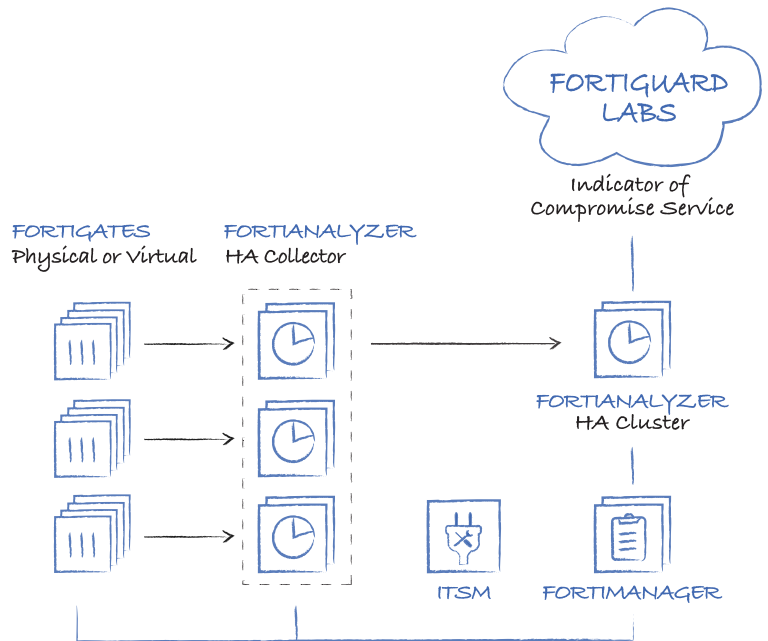 FORTIGUARD
LABS
Indicator of
Compromise Service
FORTIGATES
Physical or Virtual
FORTIANALYZER
HA Collector
FORTIANALYZER
HA Cluster
ITSM
FORTIMANAGER